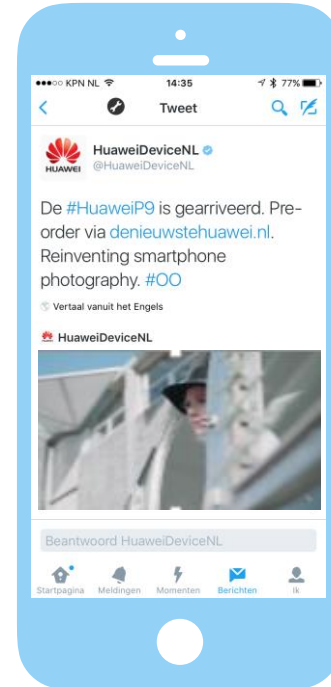 KPN NL 14:35 77%
Tweet
HUAWEI
HuaweiDeviceNL
@HuaweiDeviceNL
De #HuaweiP9 is gearriveerd. Pre-
order via denieuwstehuawei.nl.
Reinventing smartphone
photography. #OO
Vertaal vanuit het Engels
HuaweiDeviceNL
Beantwoord HuaweiDeviceNL
Startpagina Meldingen Momenten Berichten Ik